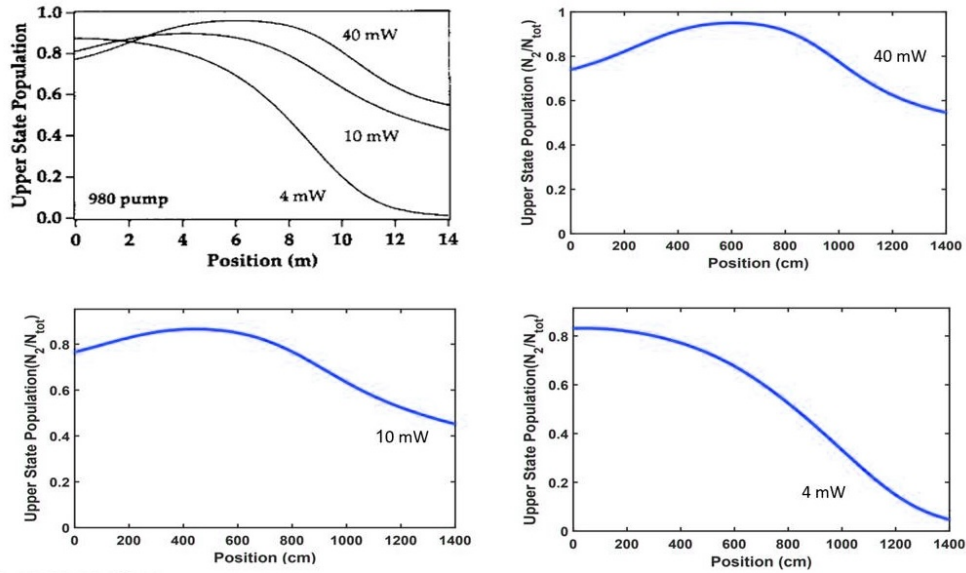 Upper State Population
1.0
0.8
0.6
0.4
0.2
0.0
40 mW
10 mW
4 mW
980 pump
0 2 4 6 8 10 12 14
Position (m)
Upper State Population (N2/Ntot)
1
0.8
0.6
0.4
0.2
0
40 mW
0 200 400 600 800 1000 1200 1400
Position (cm)
Upper State Population(N2/Ntot)
0.8
0.6
0.4
0.2
0
10 mW
0 200 400 600 800 1000 1200 1400
Position (cm)
Upper State Population(N2/Ntot)
0.8
0.6
0.4
0.2
0
4 mW
0 200 400 600 800 1000 1200 1400
Position (cm)